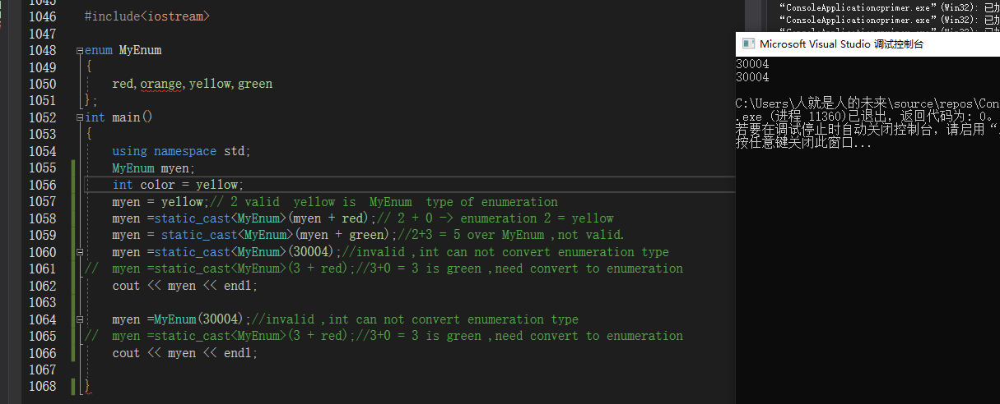 1045
1046 #include<iostream>
1047
1048 enum MyEnum
1049 {
1050 red,orange,yellow,green
1051 };
1052 int main()
1053 {
1054 using namespace std;
1055 MyEnum myen;
1056 int color = yellow;
1057 myen = yellow;// 2 valid  yellow is  MyEnum  type of enumeration
1058 myen =static_cast<MyEnum>(myen + red);// 2 + 0 -> enumeration 2 = yellow
1059 myen = static_cast<MyEnum>(myen + green);//2+3 = 5 over MyEnum ,not valid.
1060 myen =static_cast<MyEnum>(30004);//invalid ,int can not convert enumeration type
1061 //  myen =static_cast<MyEnum>(3 + red);//3+0 = 3 is green ,need convert to enumeration
1062 cout << myen << endl;
1063
1064 myen =MyEnum(30004);//invalid ,int can not convert enumeration type
1065 //  myen =static_cast<MyEnum>(3 + red);//3+0 = 3 is green ,need convert to enumeration
1066 cout << myen << endl;
1067
1068 }
“ConsoleApplicationcprimer.exe”(Win32): 已加
“ConsoleApplicationcprimer.exe”(Win32): 已加
“ConsoleApplicationcprimer.exe”(Win32): 已加
Microsoft Visual Studio 调试控制台
30004
30004
C:\Users\人就是人的未来\source\repos\Con
.exe (进程 11360)已退出，返回代码为: 0。
若要在调试停止时自动关闭控制台，请启用“
按任意键关闭此窗口...